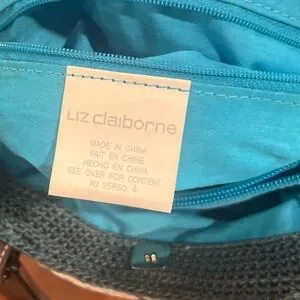 LIZ CLAIBORNE
MADE IN CHINA
FAIT EN CHINE
HECHO EN CHINA
SEE OVER FOR CONTENT
AU VERSO ↓